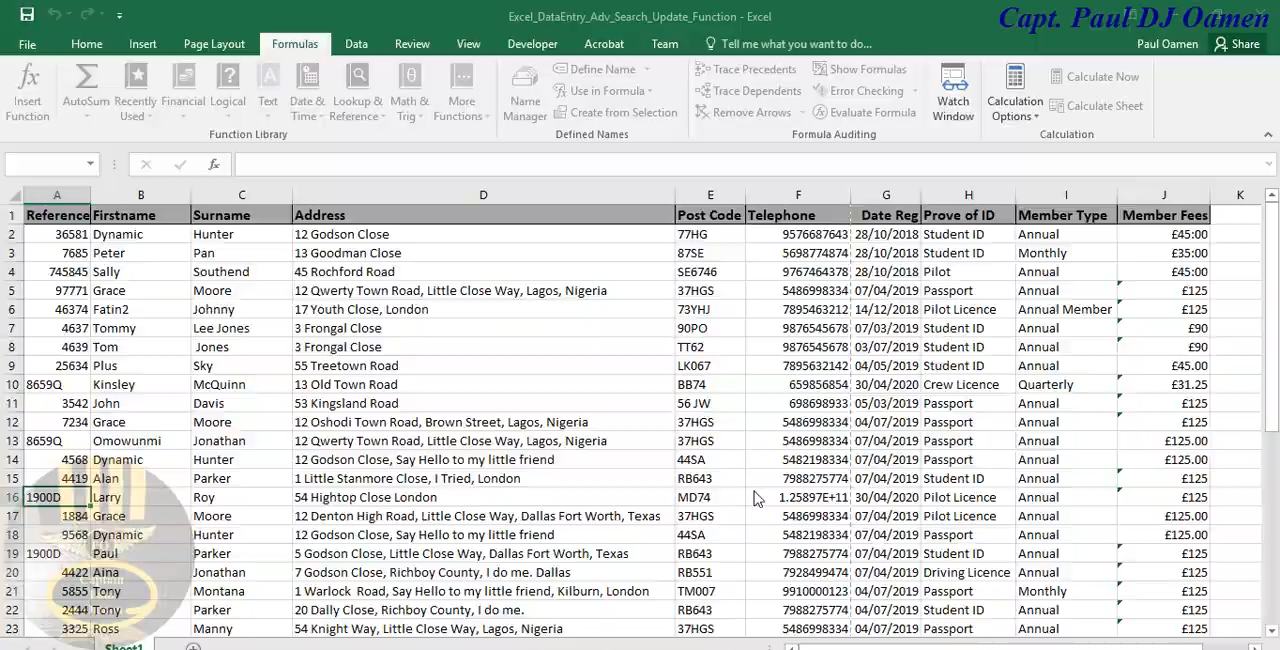 Excel_DataEntry_Adv_Search_Update_Function - Excel
Capt. Paul DJ Oamen
File Home Insert Page Layout Formulas Data Review View Developer Acrobat Team Tell me what you want to do... Paul Oamen Share
Insert Function AutoSum Recently Used Financial Logical Text Date & Time Lookup & Reference Math & Trig More Functions
Function Library
Name Manager Define Name Use in Formula Create from Selection
Defined Names
Trace Precedents Trace Dependents Remove Arrows Show Formulas Error Checking Evaluate Formula
Formula Auditing
Watch Window
Calculation Options Calculate Now Calculate Sheet
Calculation
fx
A B C D E F G H I J K
1 Reference Firstname Surname Address Post Code Telephone Date Reg Prove of ID Member Type Member Fees
2 36581 Dynamic Hunter 12 Godson Close 77HG 9576687643 28/10/2018 Student ID Annual £45:00
3 7685 Peter Pan 13 Goodman Close 87SE 5698774874 28/10/2018 Student ID Monthly £35:00
4 745845 Sally Southend 45 Rochford Road SE6746 9767464378 28/10/2018 Pilot Annual £45:00
5 97771 Grace Moore 12 Qwerty Town Road, Little Close Way, Lagos, Nigeria 37HGS 5486998334 07/04/2019 Passport Annual £125
6 46374 Fatin2 Johnny 17 Youth Close, London 73YHJ 7895463212 14/12/2018 Pilot Licence Annual Member £125
7 4637 Tommy Lee Jones 3 Frongal Close 90PO 9876545678 07/03/2019 Student ID Annual £90
8 4639 Tom Jones 3 Frongal Close TT62 9876545678 03/07/2019 Student ID Annual £90
9 25634 Plus Sky 55 Treetown Road LK067 7895632142 04/05/2019 Student ID Annual £45.00
10 8659Q Kinsley McQuinn 13 Old Town Road BB74 659856854 30/04/2020 Crew Licence Quarterly £31.25
11 3542 John Davis 53 Kingsland Road 56 JW 698698933 05/03/2019 Passport Annual £125
12 7234 Grace Moore 12 Oshodi Town Road, Brown Street, Lagos, Nigeria 37HGS 5486998334 04/07/2019 Passport Annual £125
13 8659Q Omowunmi Jonathan 12 Qwerty Town Road, Little Close Way, Lagos, Nigeria 37HGS 5486998334 07/04/2019 Passport Annual £125.00
14 4568 Dynamic Hunter 12 Godson Close, Say Hello to my little friend 44SA 5482198334 07/04/2019 Passport Annual £125.00
15 4419 Alan Parker 1 Little Stanmore Close, I Tried, London RB643 7988275774 07/04/2019 Student ID Annual £125
16 1900D Larry Roy 54 Hightop Close London MD74 1.25897E+11 30/04/2020 Pilot Licence Annual £125
17 1884 Grace Moore 12 Denton High Road, Little Close Way, Dallas Fort Worth, Texas 37HGS 5486998334 07/04/2019 Pilot Licence Annual £125.00
18 9568 Dynamic Hunter 12 Godson Close, Say Hello to my little friend 44SA 5482198334 07/04/2019 Passport Annual £125.00
19 1900D Paul Parker 5 Godson Close, Little Close Way, Dallas Fort Worth, Texas RB643 7988275774 07/04/2019 Student ID Annual £125
20 4422 Aina Jonathan 7 Godson Close, Richboy County, I do me. Dallas RB551 7928499474 07/04/2019 Driving Licence Annual £125
21 5855 Tony Montana 1 Warlock Road, Say Hello to my little friend, Kilburn, London TM007 9910000123 04/07/2019 Passport Monthly £125
22 2444 Tony Parker 20 Dally Close, Richboy County, I do me. RB643 7988275774 04/07/2019 Student ID Annual £125
23 3325 Ross Manny 54 Knight Way, Little Close Way, Lagos, Nigeria 37HGS 5486998334 04/07/2019 Passport Annual £125
Sheet1